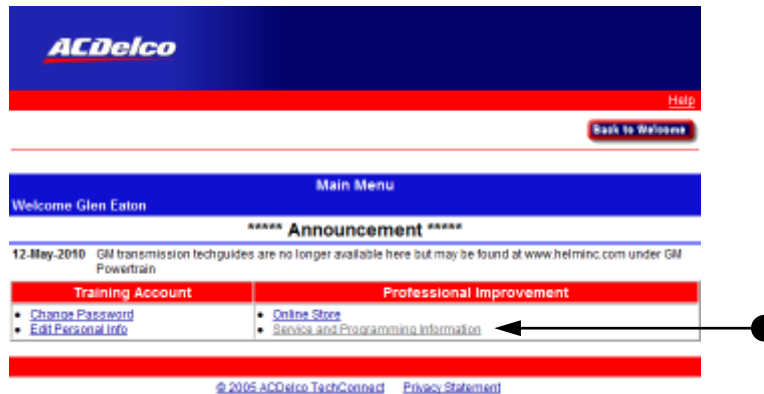 ACDelco
Help
Back to Welcome
Main Menu
Welcome Glen Eaton
***** Announcement *****
12-May-2010 GM transmission techguides are no longer available here but may be found at www.helminc.com under GM
Powertrain
Training Account Professional Improvement
• Change Password • Online Store
• Edit Personal Info • Service and Programming Information
© 2005 ACDelco TechConnect Privacy Statement